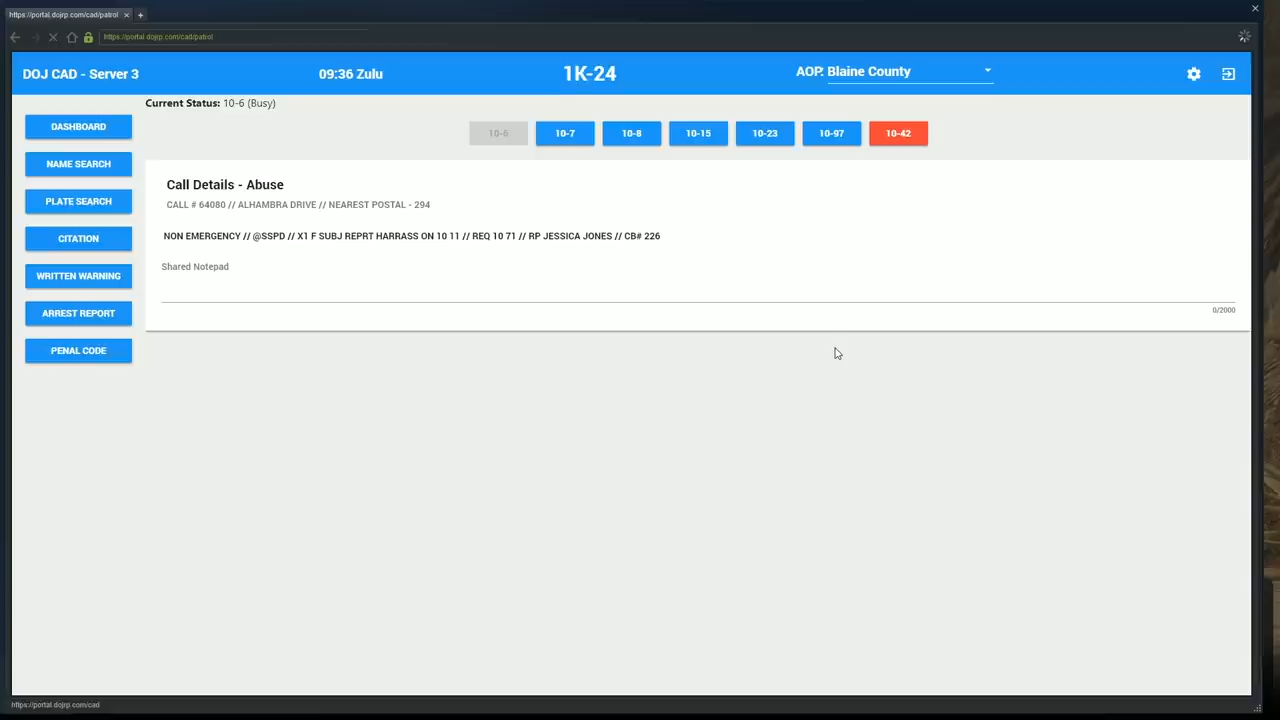 https://portal.dojrp.com/cad/patrol
https://portal.dojrp.com/cad/patrol
DOJ CAD - Server 3
09:36 Zulu
1K-24
AOP: Blaine County
Current Status: 10-6 (Busy)
10-6
10-7
10-8
10-15
10-23
10-97
10-42
DASHBOARD
NAME SEARCH
PLATE SEARCH
CITATION
WRITTEN WARNING
ARREST REPORT
PENAL CODE
Call Details - Abuse
CALL # 64080 // ALHAMBRA DRIVE // NEAREST POSTAL - 294
NON EMERGENCY // @SSPD // X1 F SUBJ REPRT HARRASS ON 10 11 // REQ 10 71 // RP JESSICA JONES // CB# 226
Shared Notepad
0/2000
https://portal.dojrp.com/cad